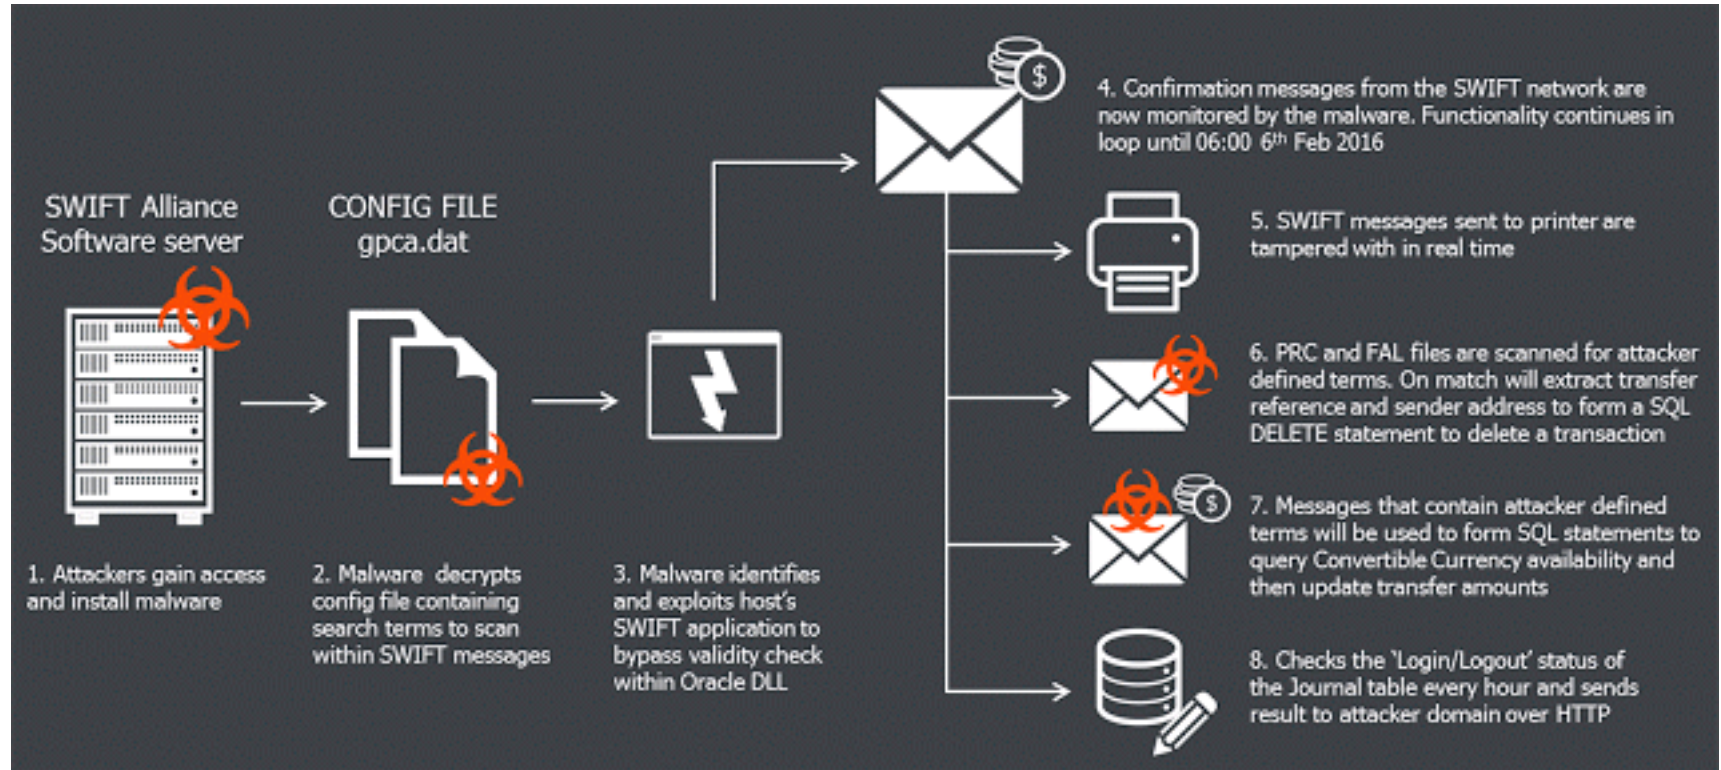 SWIFT Alliance
Software server
CONFIG FILE
gpca.dat
1. Attackers gain access
and install malware
2. Malware decrypts
config file containing
search terms to scan
within SWIFT messages
3. Malware identifies
and exploits host's
SWIFT application to
bypass validity check
within Oracle DLL
$
4. Confirmation messages from the SWIFT network are
now monitored by the malware. Functionality continues in
loop until 06:00 6th Feb 2016
5. SWIFT messages sent to printer are
tampered with in real time
6. PRC and FAL files are scanned for attacker
defined terms. On match will extract transfer
reference and sender address to form a SQL
DELETE statement to delete a transaction
$
7. Messages that contain attacker defined
terms will be used to form SQL statements to
query Convertible Currency availability and
then update transfer amounts
8. Checks the 'Login/Logout' status of
the Journal table every hour and sends
result to attacker domain over HTTP